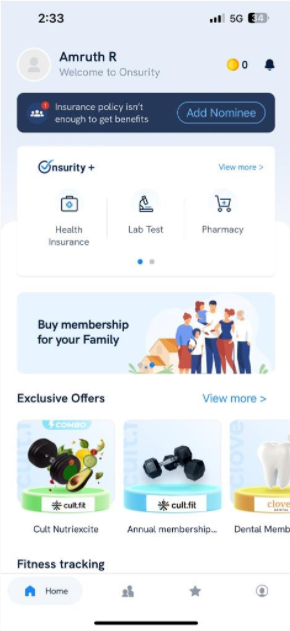 2:33
5G 34
Amruth R
Welcome to Onsurity
0
Insurance policy isn't
enough to get benefits
Add Nominee
Onsurity +
View more >
Health
Insurance
Lab Test
Pharmacy
Buy membership
for your Family
Exclusive Offers
View more >
COMBO
cult.fit
cult.fit
clove
DENTAL
Cult Nutriexcite
Annual membership...
Dental Memb
Fitness tracking
Home